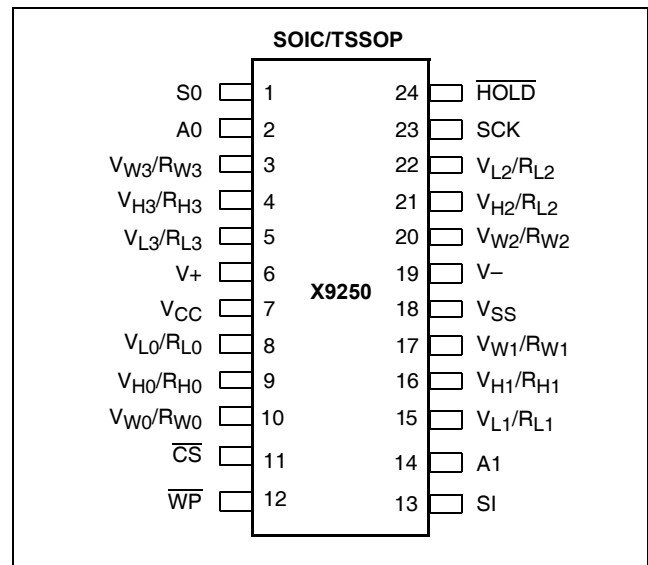 SOIC/TSSOP
S0 1 24 HOLD
A0 2 23 SCK
VW3/RW3 3 22 VL2/RL2
VH3/RH3 4 21 VH2/RL2
VL3/RL3 5 20 VW2/RW2
V+ 6 19 V–
X9250
VCC 7 18 VSS
VL0/RL0 8 17 VW1/RW1
VH0/RH0 9 16 VH1/RH1
VW0/RW0 10 15 VL1/RL1
CS 11 14 A1
WP 12 13 SI